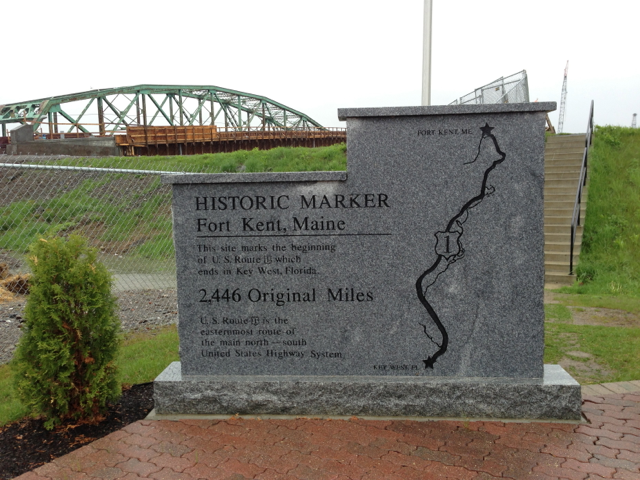 HISTORIC MARKER
Fort Kent, Maine
This site marks the beginning
of U. S. Route 1 which
ends in Key West, Florida.
2,446 Original Miles
U. S. Route 1 is the
easternmost route of
the main north – south
United States Highway System
FORT KENT ME.
1
KEY WEST FL